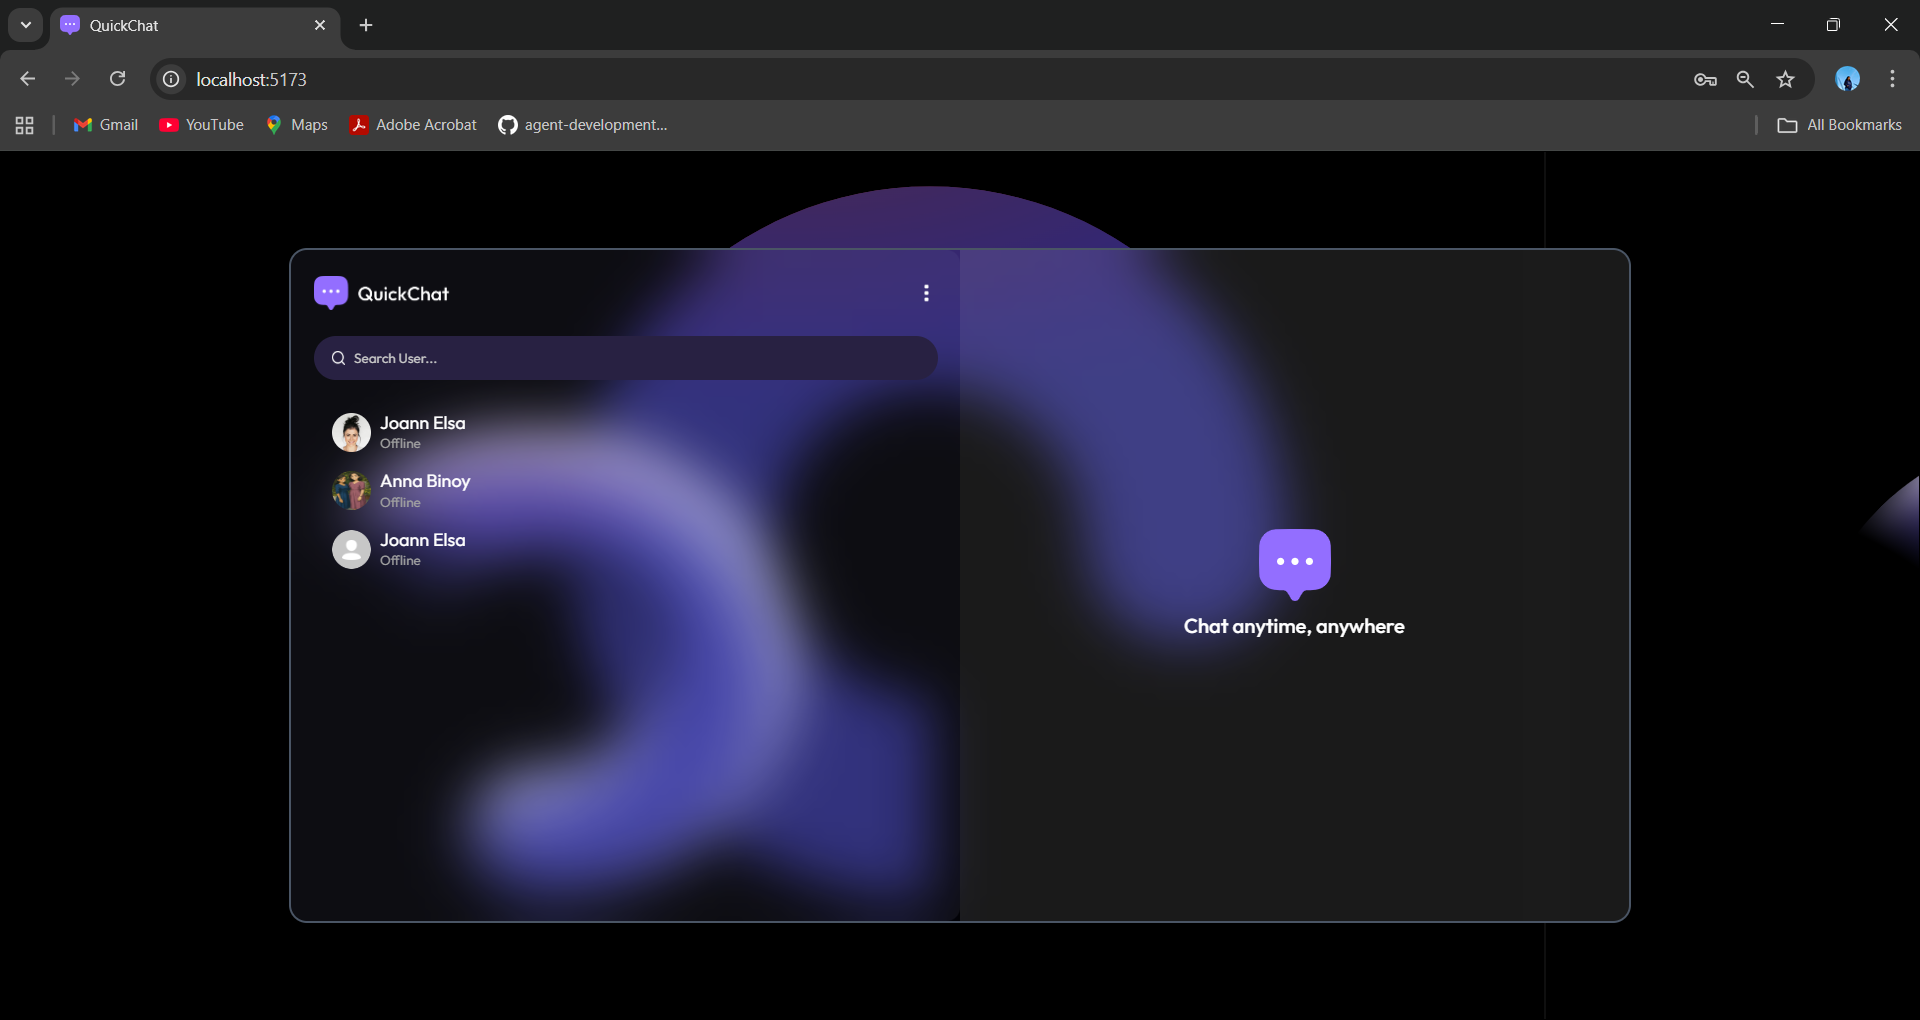 QuickChat
localhost:5173
Gmail
YouTube
Maps
Adobe Acrobat
agent-development...
All Bookmarks
QuickChat
Search User...
Joann Elsa
Offline
Anna Binoy
Offline
Joann Elsa
Offline
Chat anytime, anywhere